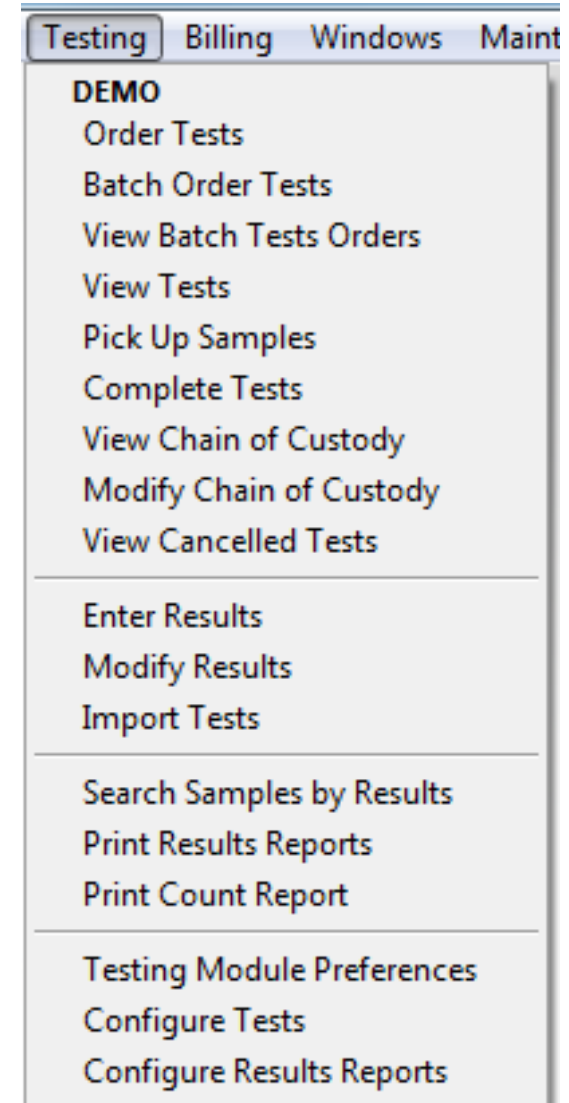 Testing Billing Windows Maint
DEMO
Order Tests
Batch Order Tests
View Batch Tests Orders
View Tests
Pick Up Samples
Complete Tests
View Chain of Custody
Modify Chain of Custody
View Cancelled Tests
Enter Results
Modify Results
Import Tests
Search Samples by Results
Print Results Reports
Print Count Report
Testing Module Preferences
Configure Tests
Configure Results Reports